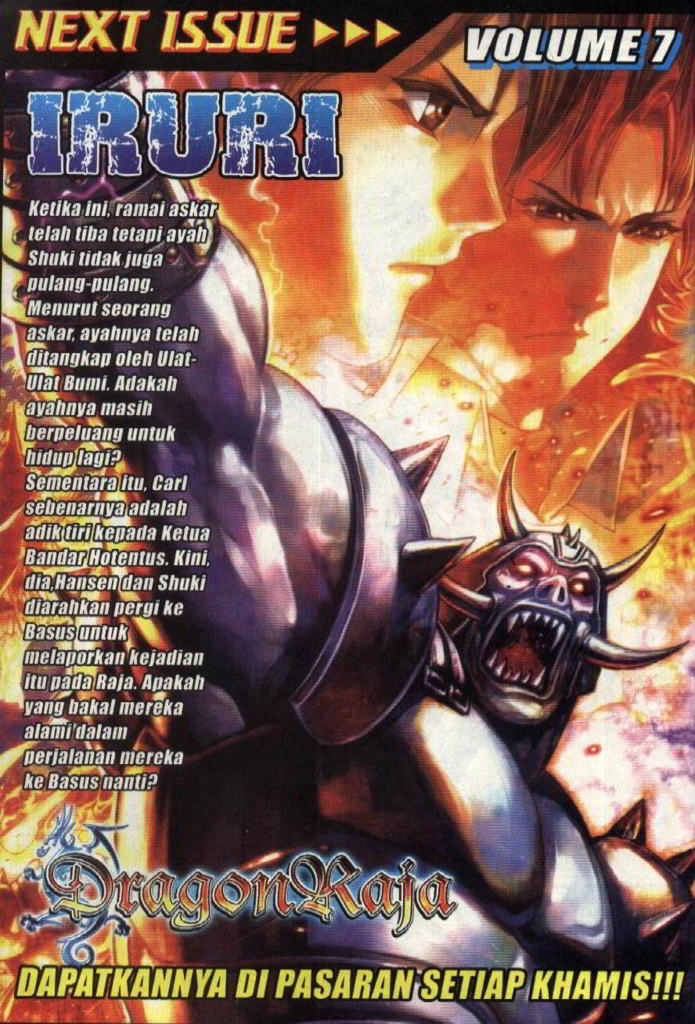 NEXT ISSUE
VOLUME 7
IRURI
Ketika ini, ramai askar
telah tiba tetapi ayah
Shuki tidak juga
pulang-pulang.
Menurut seorang
askar, ayahnya telah
ditangkap oleh Ulat-
Ulat Bumi. Adakah
ayahnya masih
berpeluang untuk
hidup lagi?
Sementara itu, Carl
sebenarnya adalah
adik tiri kepada Ketua
Bandar Hotentus. Kini,
dia,Hansen dan Shuki
diarahkan pergi ke
Basus untuk
melaporkan kejadian
itu pada Raja. Apakah
yang bakal mereka
alami dalam
perjalanan mereka
ke Basus nanti?
DragonRaja
DAPATKANNYA DI PASARAN SETIAP KHAMIS!!!